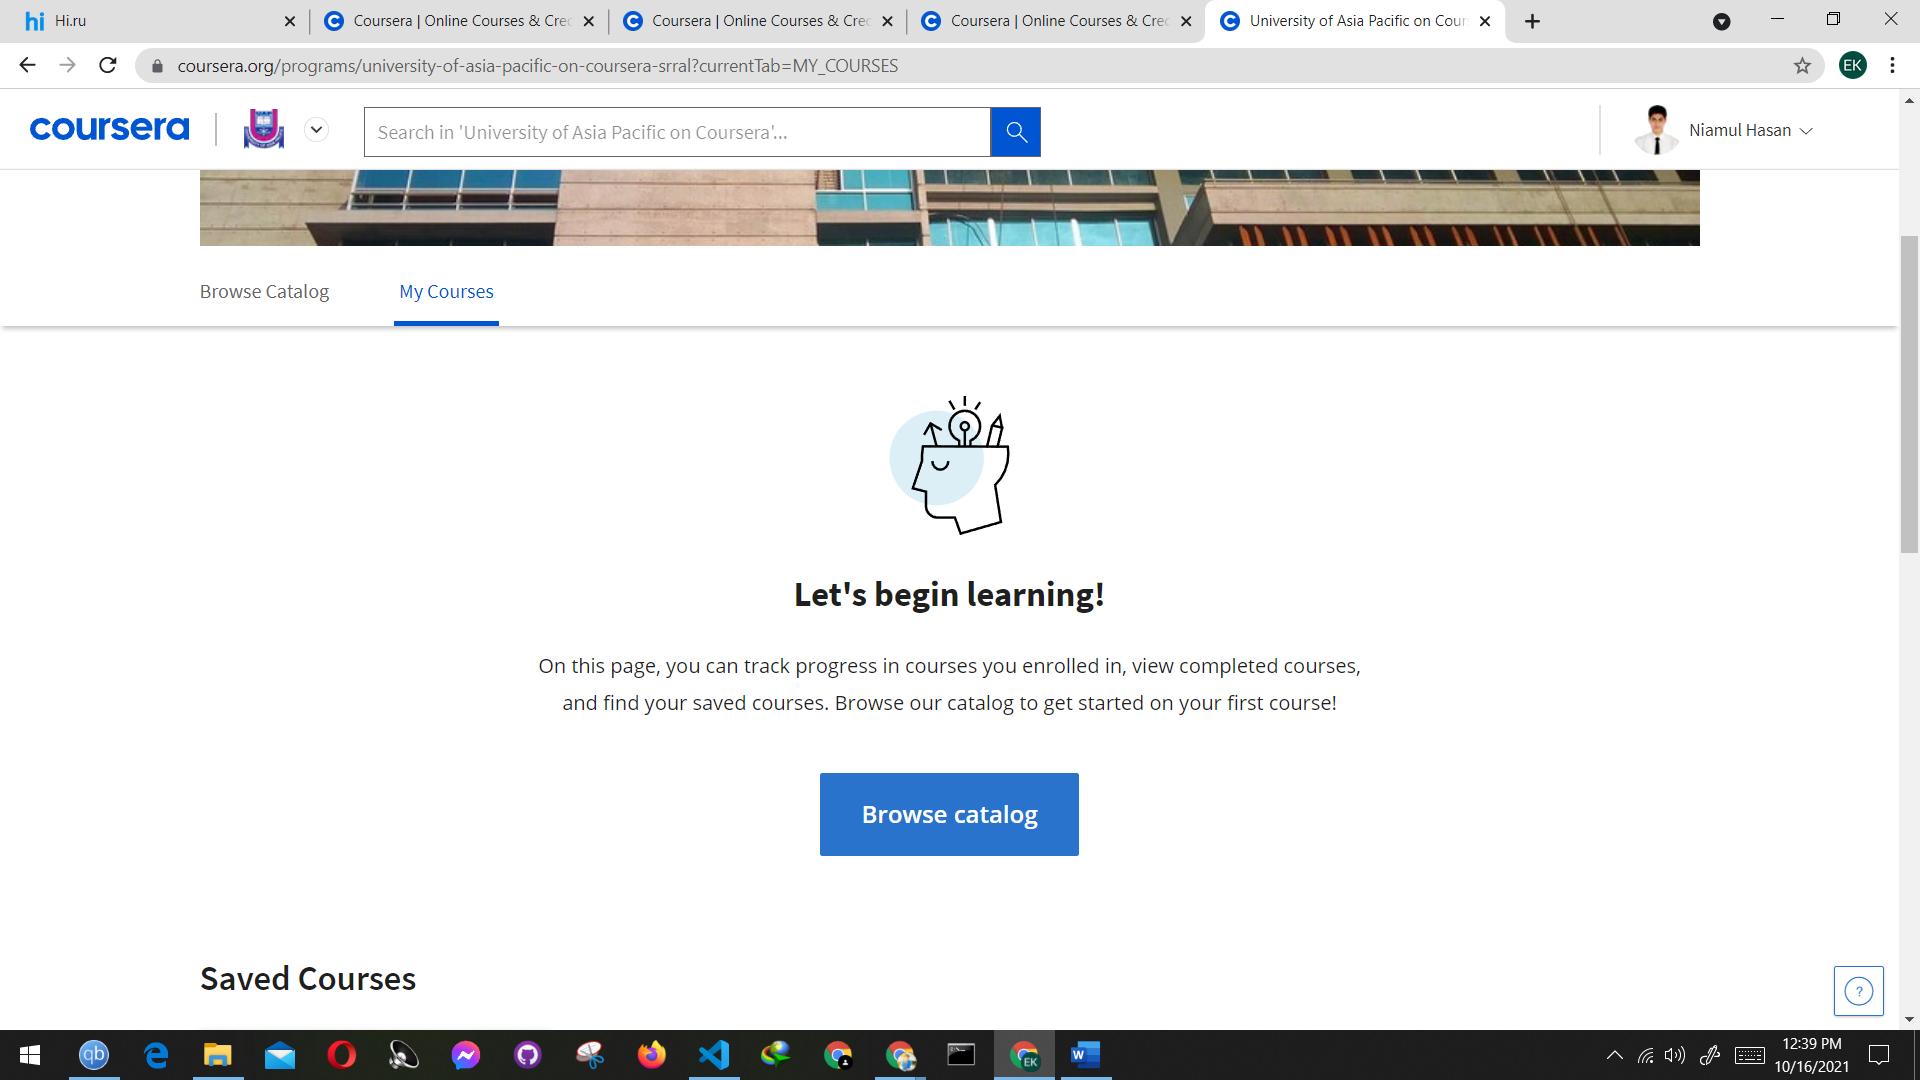 Hi.ru
Coursera | Online Courses & Cred
Coursera | Online Courses & Cred
Coursera | Online Courses & Cred
University of Asia Pacific on Cour
coursera.org/programs/university-of-asia-pacific-on-coursera-srral?currentTab=MY_COURSES
EK
coursera
Search in 'University of Asia Pacific on Coursera'...
Niamul Hasan
Browse Catalog
My Courses
Let's begin learning!
On this page, you can track progress in courses you enrolled in, view completed courses,
and find your saved courses. Browse our catalog to get started on your first course!
Browse catalog
Saved Courses
?
12:39 PM
10/16/2021